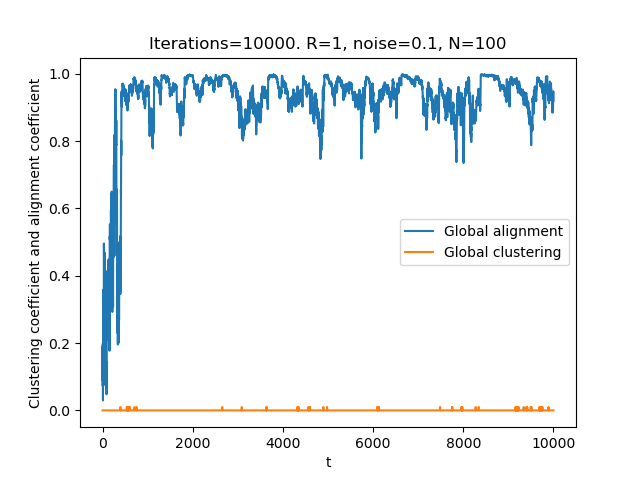 Iterations=10000. R=1, noise=0.1, N=100
Clustering coefficient and alignment coefficient
1.0
0.8
0.6
0.4
0.2
0.0
Global alignment
Global clustering
0 2000 4000 6000 8000 10000
t